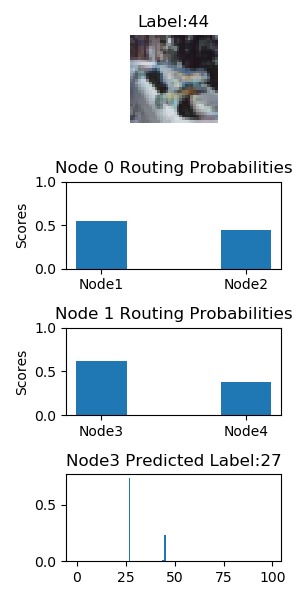 Label:44
Node 0 Routing Probabilities
1.0
0.5
0.0
Scores
Node1 Node2
Node 1 Routing Probabilities
1.0
0.5
0.0
Scores
Node3 Node4
Node3 Predicted Label:27
0.5
0.0
0 25 50 75 100